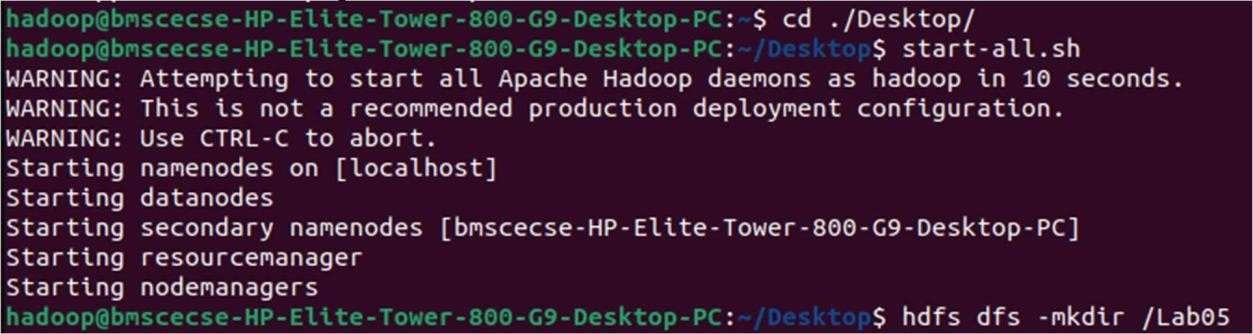 hadoop@bmscecse-HP-Elite-Tower-800-G9-Desktop-PC:~$ cd ./Desktop/
hadoop@bmscecse-HP-Elite-Tower-800-G9-Desktop-PC:~/Desktop$ start-all.sh
WARNING: Attempting to start all Apache Hadoop daemons as hadoop in 10 seconds.
WARNING: This is not a recommended production deployment configuration.
WARNING: Use CTRL-C to abort.
Starting namenodes on [localhost]
Starting datanodes
Starting secondary namenodes [bmscecse-HP-Elite-Tower-800-G9-Desktop-PC]
Starting resourcemanager
Starting nodemanagers
hadoop@bmscecse-HP-Elite-Tower-800-G9-Desktop-PC:~/Desktop$ hdfs dfs -mkdir /Lab05